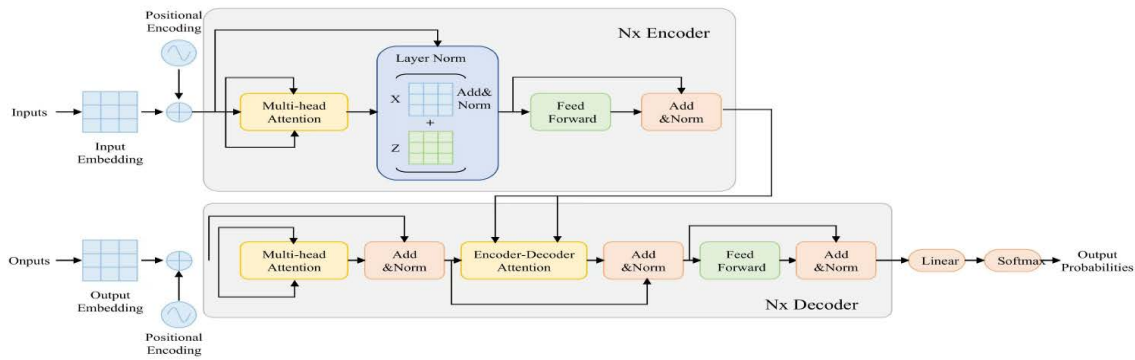 Positional
Encoding
Nx Encoder
Layer Norm
Inputs
Input
Embedding
Multi-head
Attention
X
Add&
Norm
+
Z
Feed
Forward
Add
&Norm
Onputs
Output
Embedding
Positional
Encoding
Multi-head
Attention
Add
&Norm
Encoder-Decoder
Attention
Add
&Norm
Feed
Forward
Add
&Norm
Nx Decoder
Linear
Softmax
Output
Probabilities